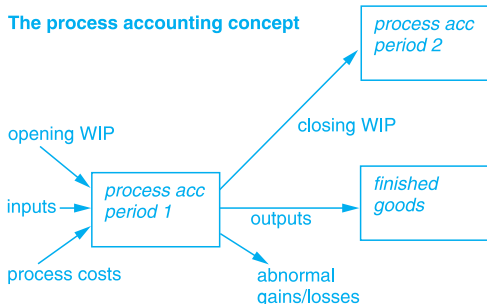 The process accounting concept
process acc
period 2
opening WIP
closing WIP
process acc
period 1
inputs
outputs
finished
goods
process costs
abnormal
gains/losses